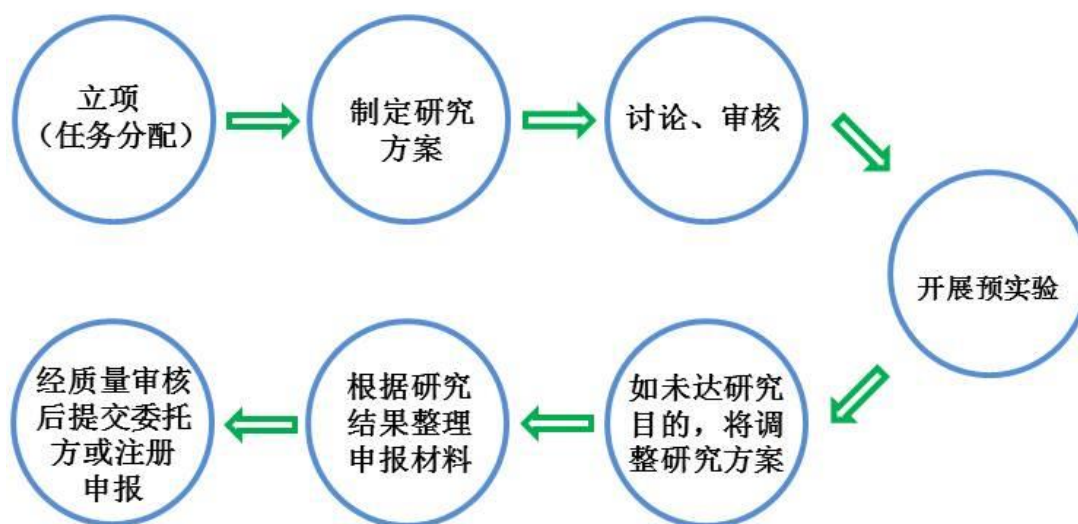 立项
（任务分配）
制定研究
方案
讨论、审核
开展预实验
如未达研究
目的，将调
整研究方案
根据研究
结果整理
申报材料
经质量审核
后提交委托
方或注册
申报